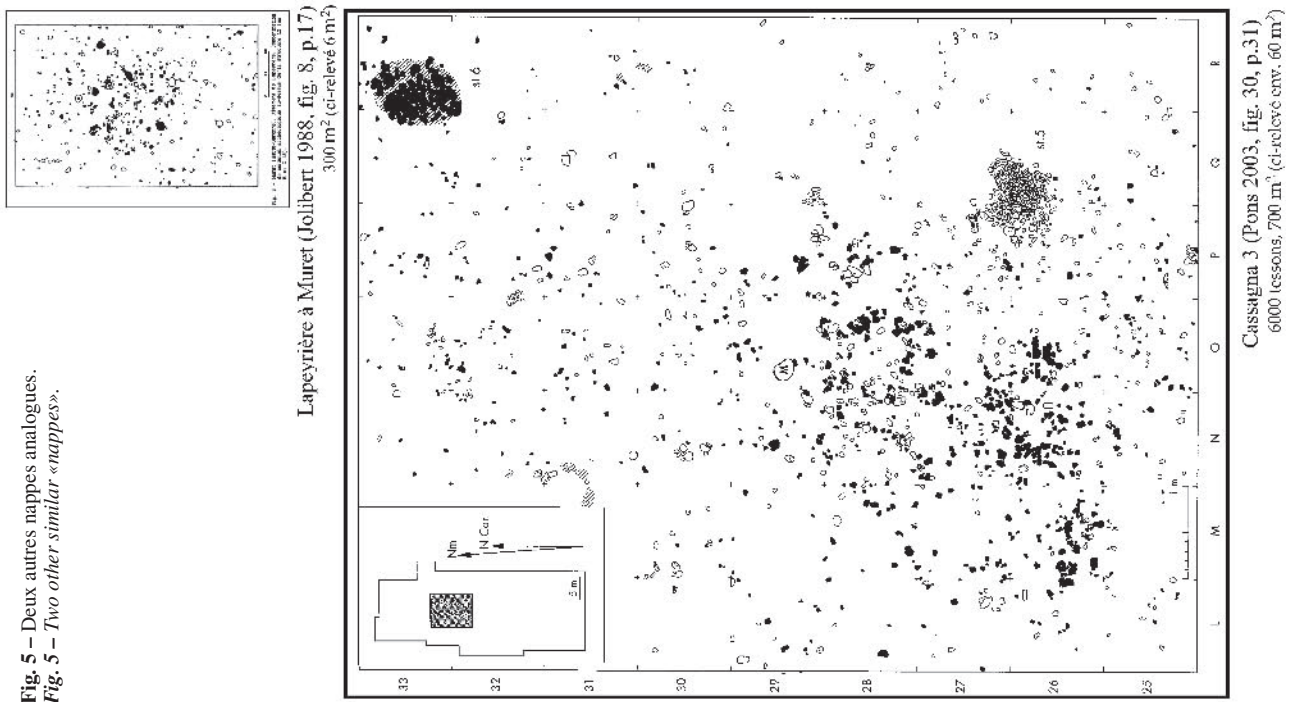 Fig. 5 – Deux autres nappes analogues.
Fig. 5 – Two other similar «nappes».
Lapeyrière à Muret (Jolibert 1988, fig. 8, p.17)
300 m² (ci-relevé 6 m²)
33
32
31
30
29
28
27
26
25
Nm
N Car
5 m
st 6
st.5
W
1 m
L
M
N
O
P
Q
R
Cassagna 3 (Pons 2003, fig. 30, p.31)
6000 tessons, 700 m² (ci-relevé env. 60 m²)